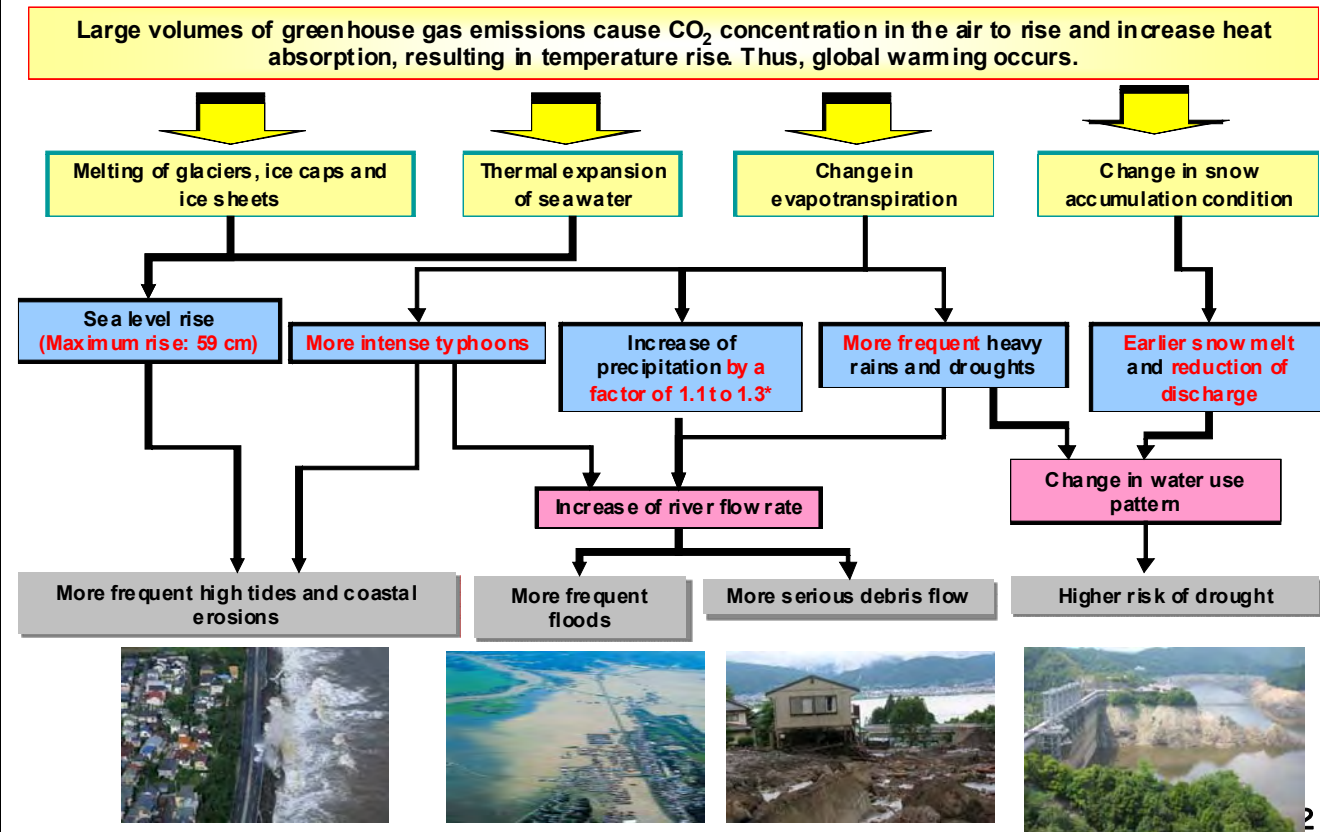 Large volumes of greenhouse gas emissions cause CO₂ concentration in the air to rise and increase heat
absorption, resulting in temperature rise. Thus, global warming occurs.
Melting of glaciers, ice caps and
ice sheets
Thermal expansion
of seawater
Change in
evapotranspiration
Change in snow
accumulation condition
Sea level rise
(Maximum rise: 59 cm)
More intense typhoons
Increase of
precipitation by a
factor of 1.1 to 1.3*
More frequent heavy
rains and droughts
Earlier snow melt
and reduction of
discharge
Increase of river flow rate
Change in water use
pattern
More frequent high tides and coastal
erosions
More frequent
floods
More serious debris flow
Higher risk of drought
2